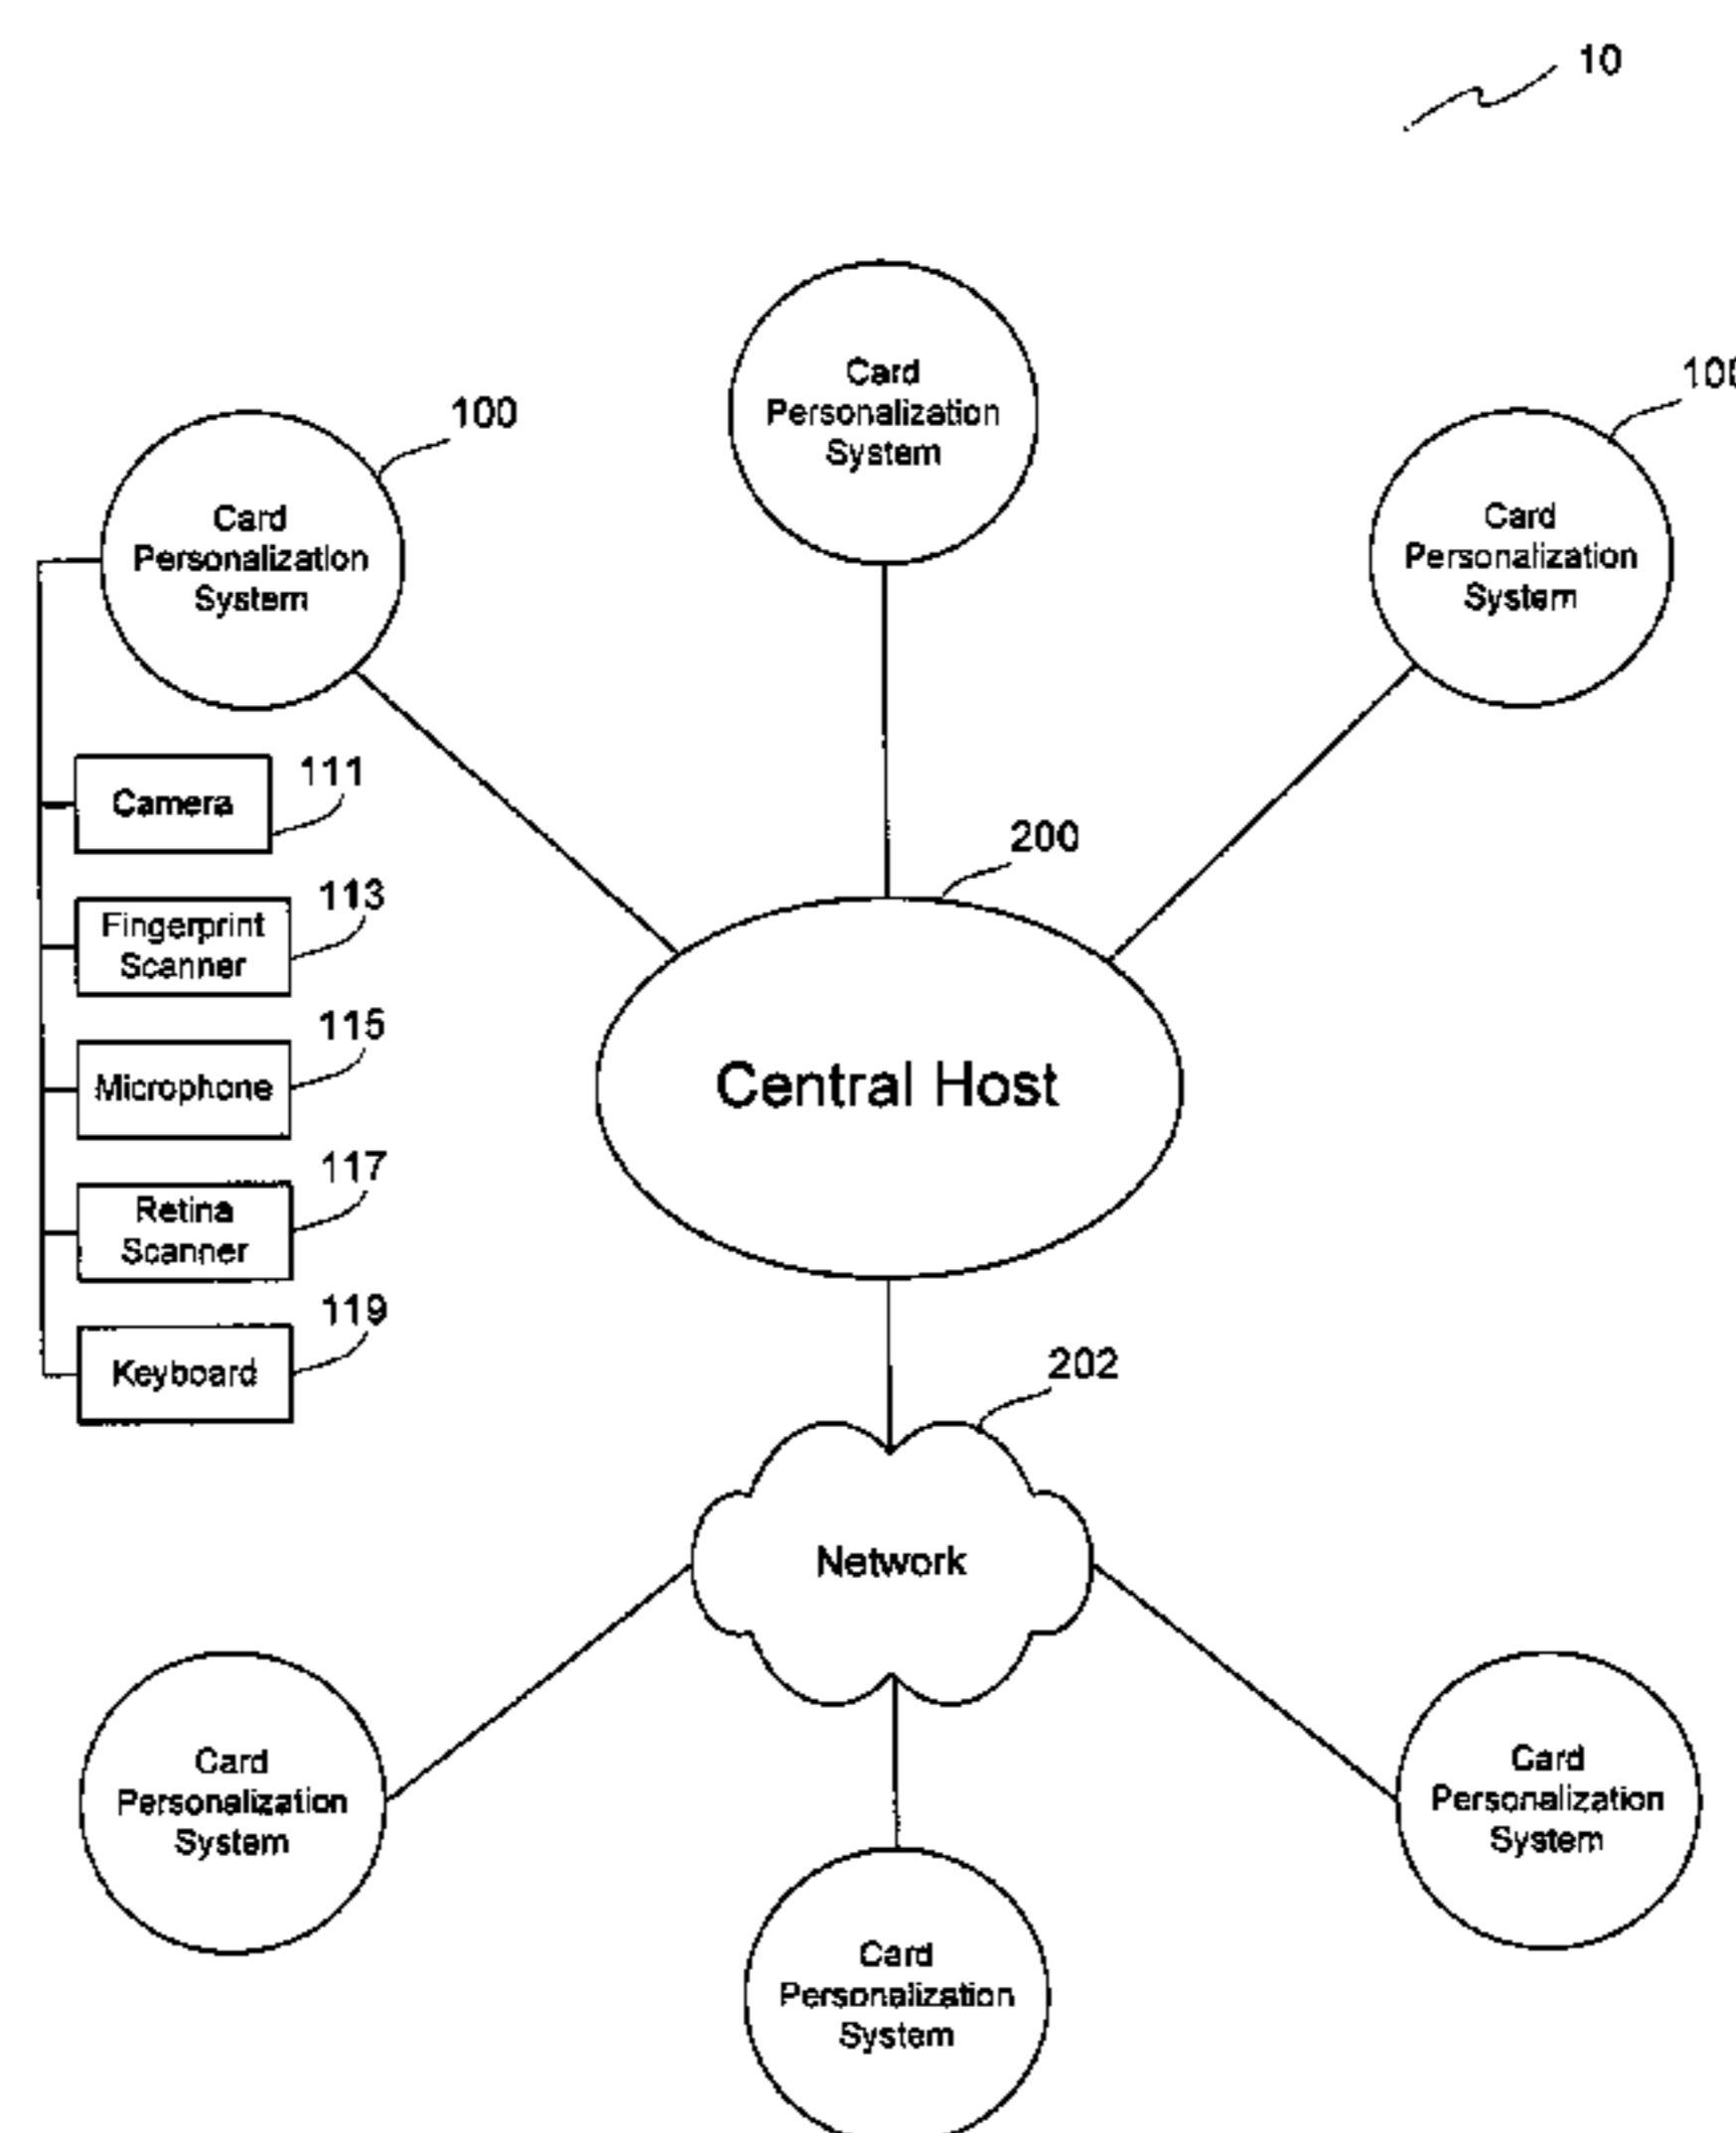 10
Card
Personalization
System
100
Card
Personalization
System
100
Card
Personalization
System
Camera
111
Fingerprint
Scanner
113
Microphone
115
Retina
Scanner
117
Keyboard
119
200
Central Host
202
Network
Card
Personalization
System
Card
Personalization
System
Card
Personalization
System